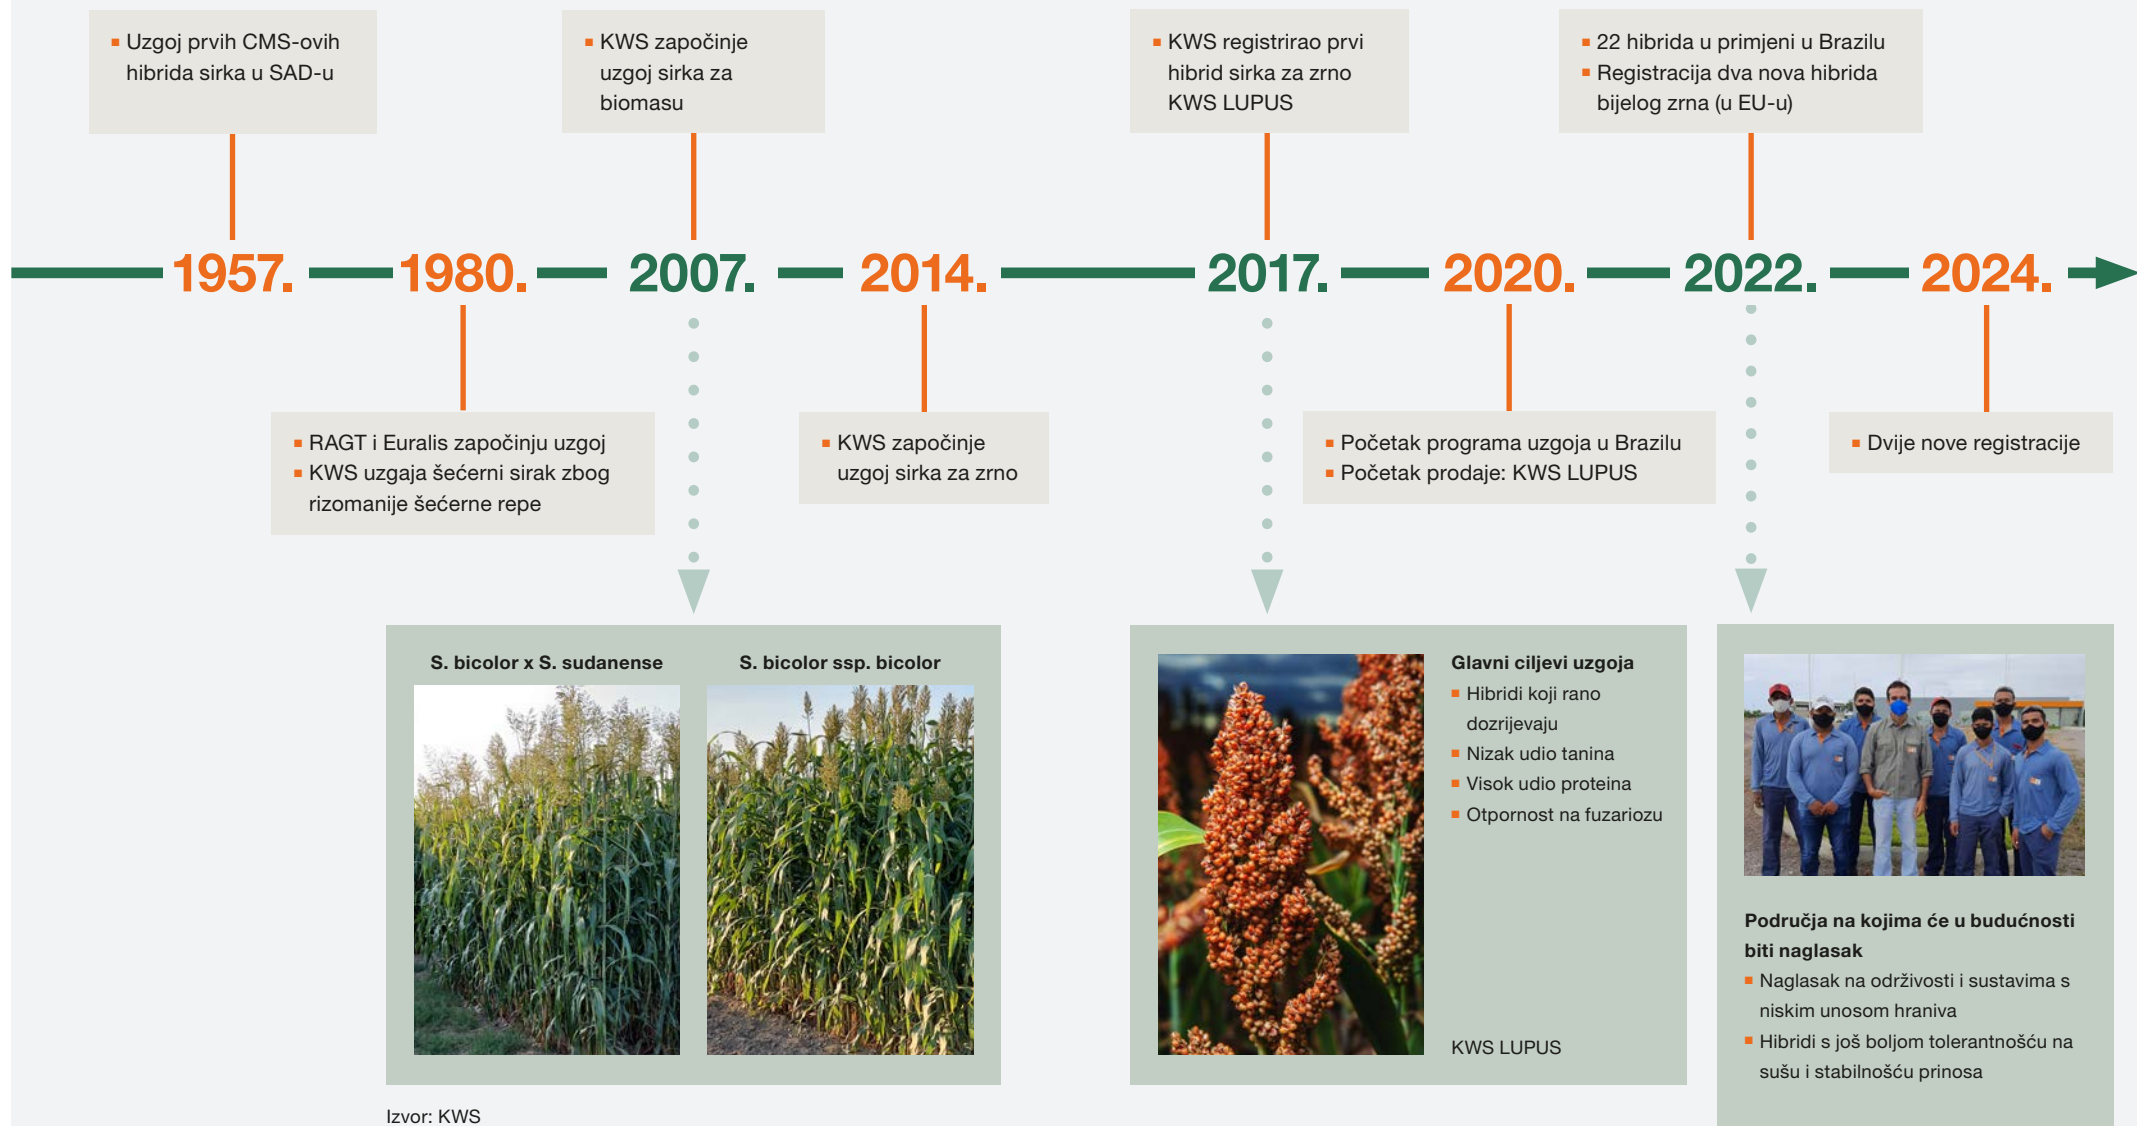 Uzgoj prvih CMS-ovih
hibrida sirka u SAD-u
KWS započinje
uzgoj sirka za
biomasu
KWS registrirao prvi
hibrid sirka za zrno
KWS LUPUS
22 hibrida u primjeni u Brazilu
Registracija dva nova hibrida
bijelog zrna (u EU-u)
1957.
1980.
2007.
2014.
2017.
2020.
2022.
2024.
RAGT i Euralis započinju uzgoj
KWS uzgaja šećerni sirak zbog
rizomanije šećerne repe
KWS započinje
uzgoj sirka za zrno
Početak programa uzgoja u Brazilu
Početak prodaje: KWS LUPUS
Dvije nove registracije
S. bicolor x S. sudanense
S. bicolor ssp. bicolor
Glavni ciljevi uzgoja
Hibridi koji rano
dozrijevaju
Nizak udio tanina
Visok udio proteina
Otpornost na fuzariozu
KWS LUPUS
Područja na kojima će u budućnosti
biti naglasak
Naglasak na održivosti i sustavima s
niskim unosom hraniva
Hibridi s još boljom tolerantnošću na
sušu i stabilnošću prinosa
Izvor: KWS